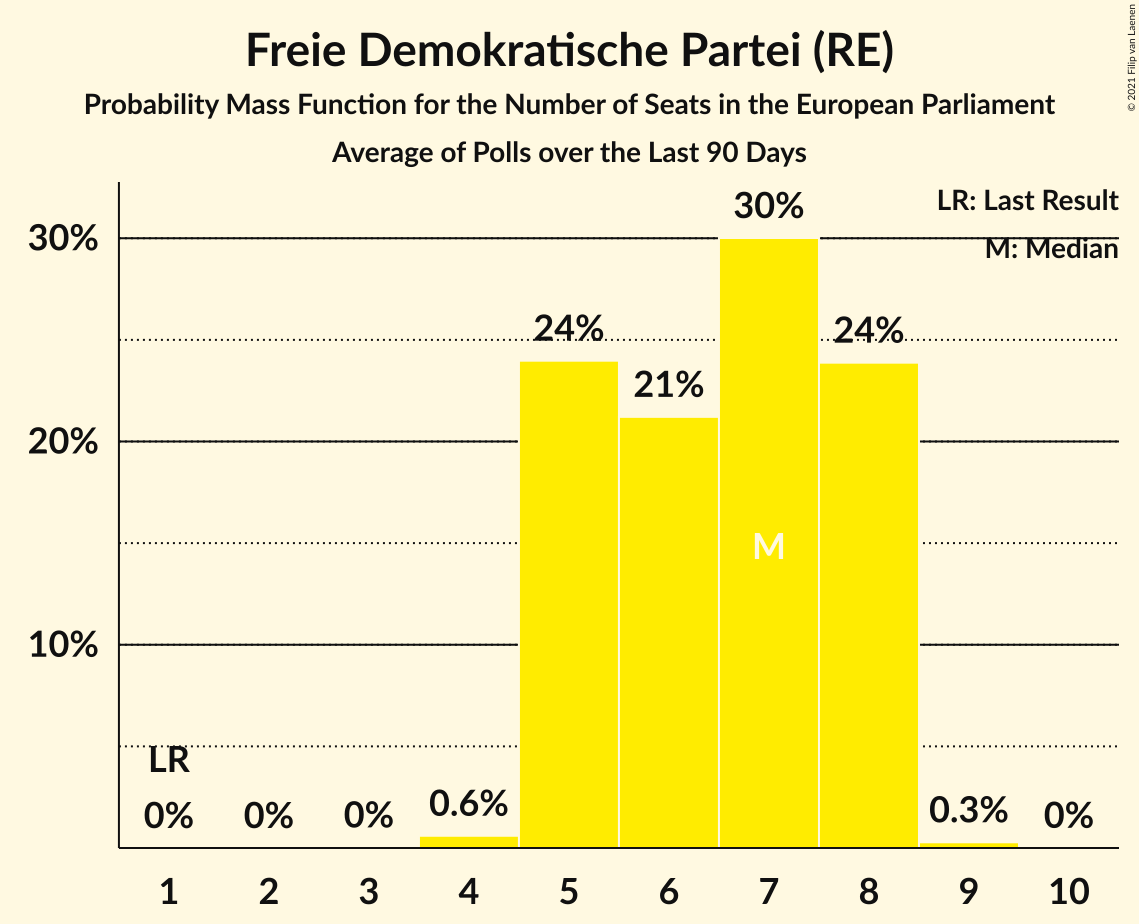 Freie Demokratische Partei (RE)
Probability Mass Function for the Number of Seats in the European Parliament
Average of Polls over the Last 90 Days
© 2021 Filip van Laenen
LR: Last Result
M: Median
30%
20%
10%
LR
0%
0%
0%
0.6%
24%
21%
30%
M
24%
0.3%
0%
1 2 3 4 5 6 7 8 9 10